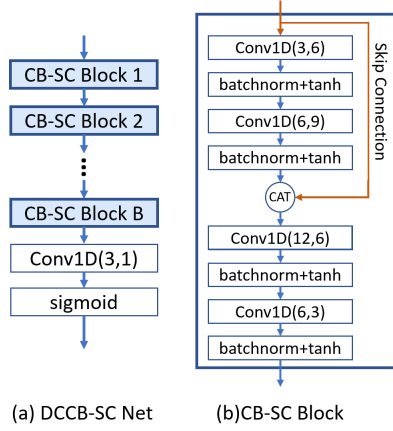 CB-SC Block 1
CB-SC Block 2
CB-SC Block B
Conv1D(3,1)
sigmoid
(a) DCCB-SC Net
Conv1D(3,6)
batchnorm+tanh
Conv1D(6,9)
batchnorm+tanh
CAT
Conv1D(12,6)
batchnorm+tanh
Conv1D(6,3)
batchnorm+tanh
Skip Connection
(b)CB-SC Block